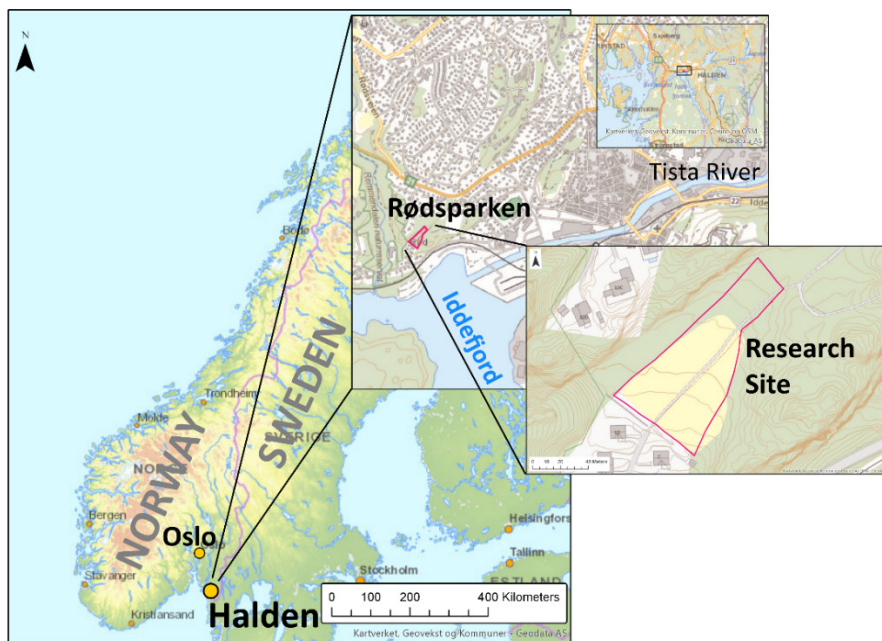 N
Bodø
Trondheim
Molde
NORWAY
SWEDEN
SVERIGE
Bergen
Oslo
Stavanger
Kristiansand
Halden
Stockholm
Helsingfors
Tallinn
ESTLAND
0 100 200 400 Kilometers
Kartverket, Geovekst og Kommuner - Geodata AS
HALDEN
Tista River
22
Rødsparken
Iddefjord
Research
Site